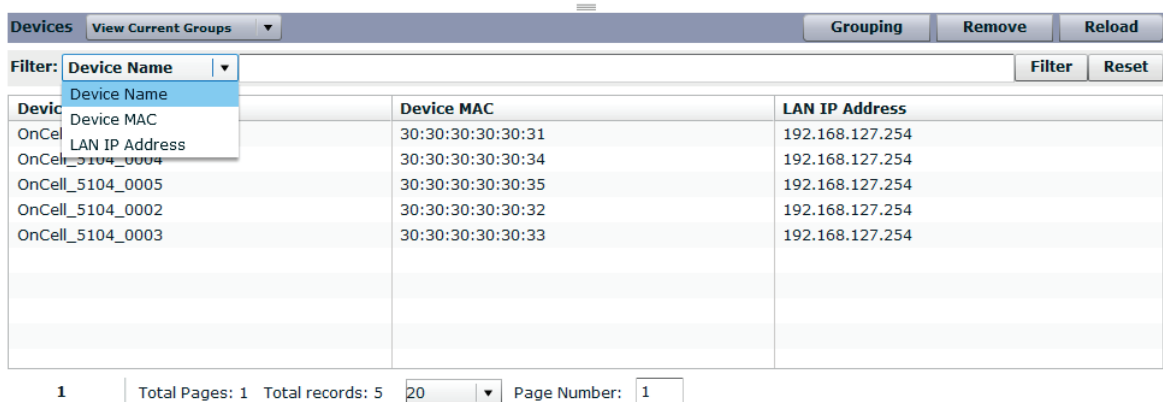 Devices View Current Groups Grouping Remove Reload
Filter: Device Name Filter Reset
Device Name
Device MAC
LAN IP Address
Device MAC LAN IP Address
30:30:30:30:30:31 192.168.127.254
OnCell_5104_0004 30:30:30:30:30:34 192.168.127.254
OnCell_5104_0005 30:30:30:30:30:35 192.168.127.254
OnCell_5104_0002 30:30:30:30:30:32 192.168.127.254
OnCell_5104_0003 30:30:30:30:30:33 192.168.127.254
1 Total Pages: 1 Total records: 5 20 Page Number: 1